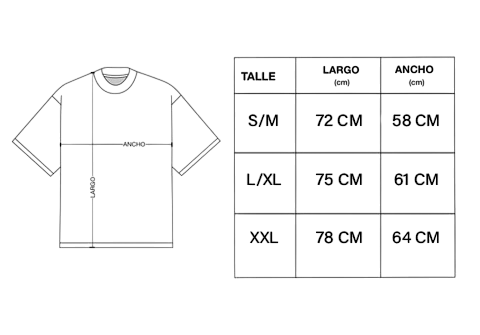 ANCHO
LARGO
TALLE LARGO (cm) ANCHO (cm)
S/M 72 CM 58 CM
L/XL 75 CM 61 CM
XXL 78 CM 64 CM